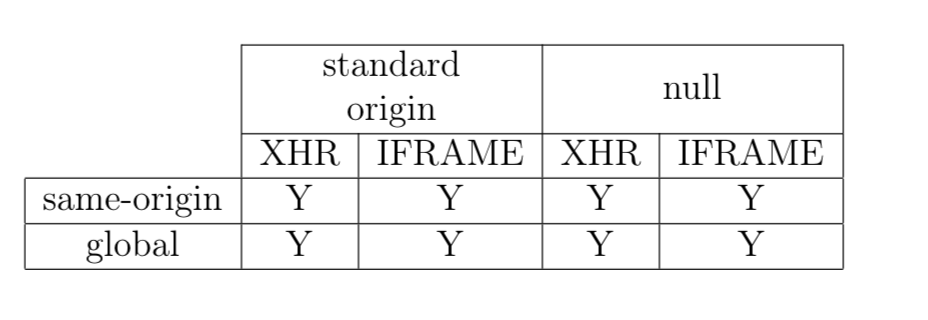 standard
origin
null
XHR IFRAME XHR IFRAME
same-origin Y Y Y Y
global Y Y Y Y